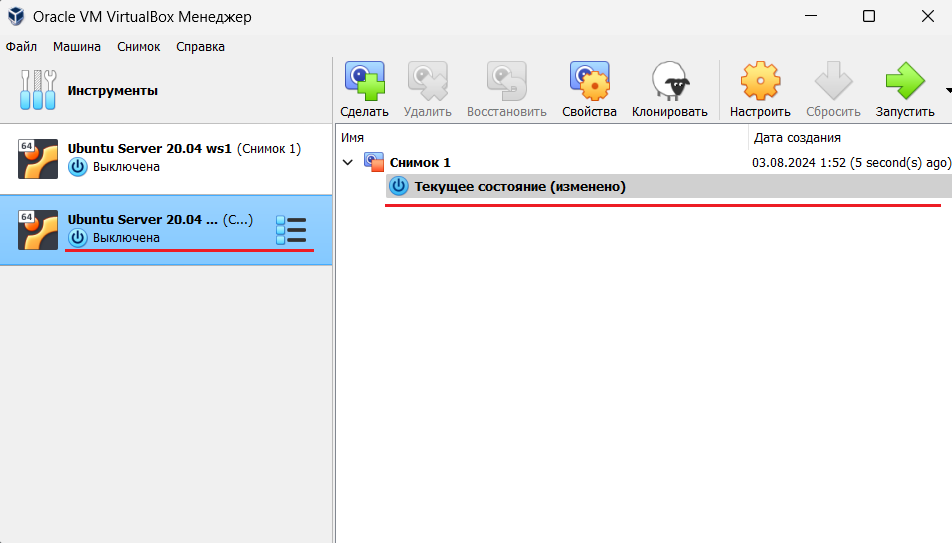 Oracle VM VirtualBox Менеджер
Файл Машина Снимок Справка
Инструменты
Сделать Удалить Восстановить Свойства Клонировать Настроить Сбросить Запустить
Имя Дата создания
64 Ubuntu Server 20.04 ws1 (Снимок 1)
Выключена
64 Ubuntu Server 20.04 ... (С...)
Выключена
Снимок 1 03.08.2024 1:52 (5 second(s) ago)
Текущее состояние (изменено)